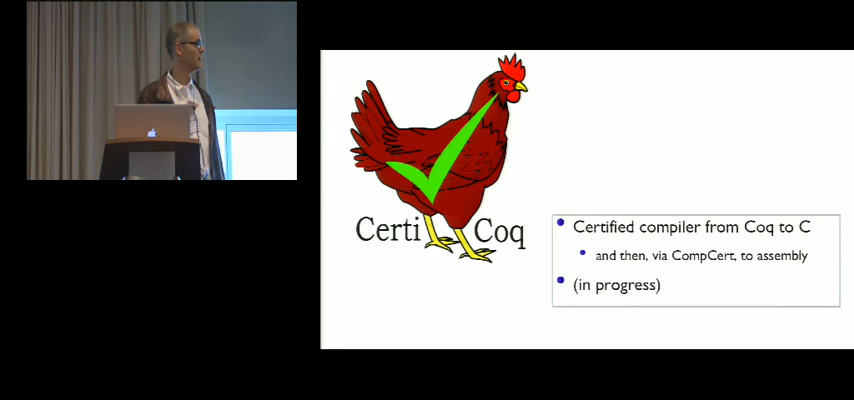 Certi Coq
Certified compiler from Coq to C
and then, via CompCert, to assembly
(in progress)